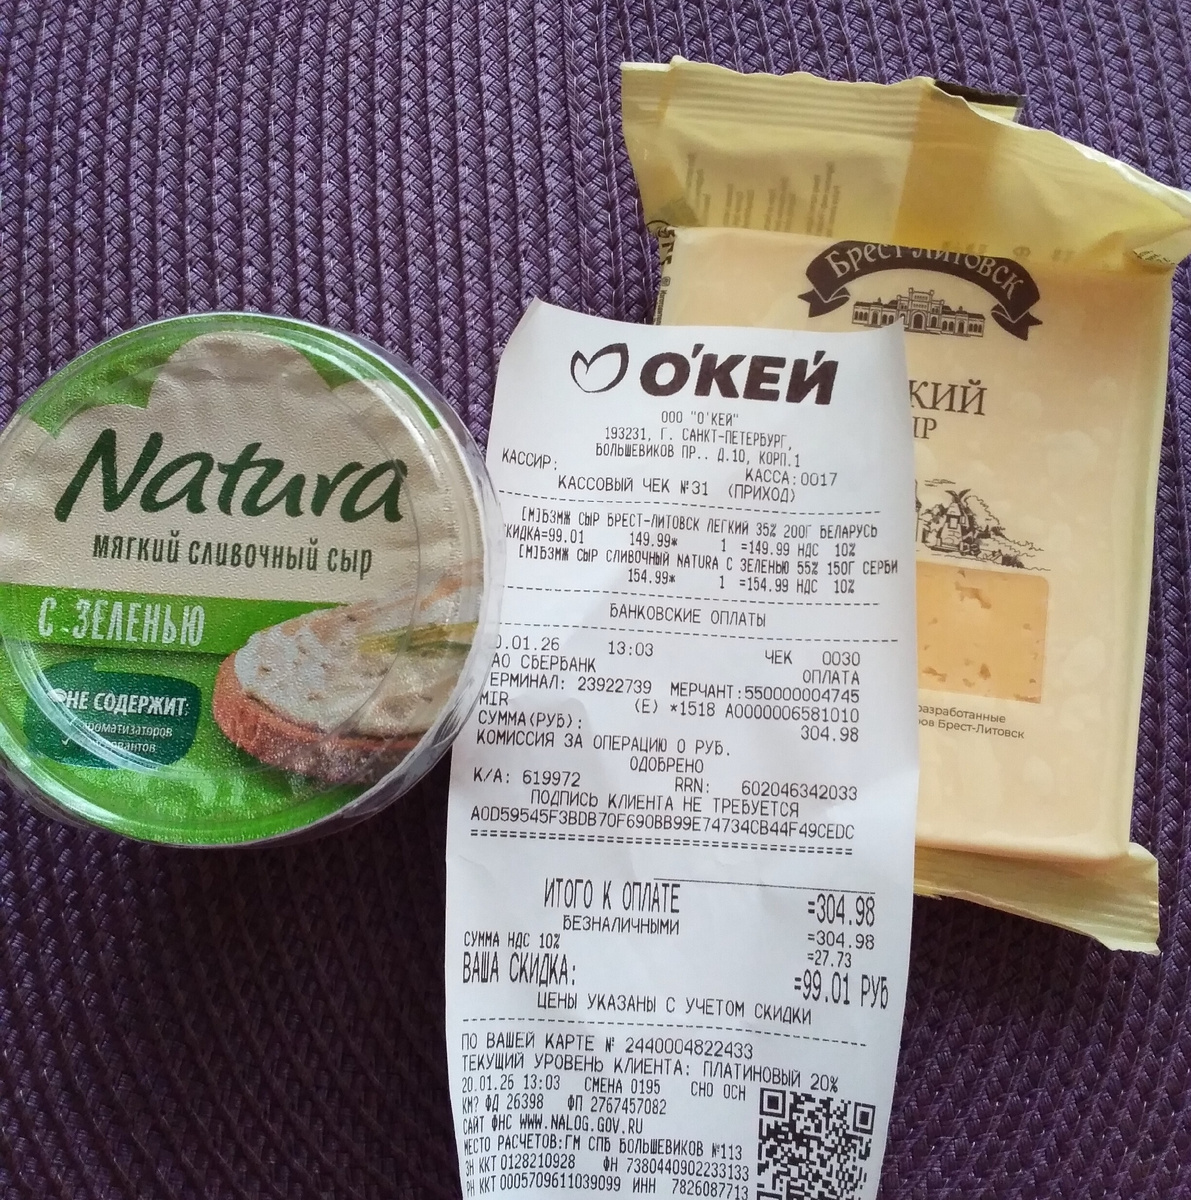 Natura
МЯГКИЙ СЛИВОЧНЫЙ СЫР
С ЗЕЛЕНЬЮ
НЕ СОДЕРЖИТ:
ароматизаторов
БРЕСТ-ЛИТОВСК
КИЙ
ЫР
разработанные
ров Брест-Литовск
О'КЕЙ
ООО "О'КЕЙ"
193231, Г. САНКТ-ПЕТЕРБУРГ,
БОЛЬШЕВИКОВ ПР.. Д.10, КОРП.1
КАССИР: КАССА:0017
КАССОВЫЙ ЧЕК №31 (ПРИХОД)
[М]БЗМЖ СЫР БРЕСТ-ЛИТОВСК ЛЕГКИЙ 35% 200Г БЕЛАРУСЬ
КИДКА=99.01 149.99* 1 =149.99 НДС 10%
[М]БЗМЖ СЫР СЛИВОЧНЫЙ NATURA С ЗЕЛЕНЬЮ 55% 150Г СЕРБИ
154.99* 1 =154.99 НДС 10%
БАНКОВСКИЕ ОПЛАТЫ
0.01.26 13:03 ЧЕК 0030
АО СБЕРБАНК ОПЛАТА
ЕРМИНАЛ: 23922739 МЕРЧАНТ:550000004745
MIR (E) *1518 A0000006581010
СУММА(РУБ): 304.98
КОМИССИЯ ЗА ОПЕРАЦИЮ 0 РУБ.
ОДОБРЕНО
К/А: 619972 RRN: 602046342033
ПОДПИСЬ КЛИЕНТА НЕ ТРЕБУЕТСЯ
A0D59545F3BDB70F690BB99E74734CB44F49CEDC
ИТОГО К ОПЛАТЕ =304.98
БЕЗНАЛИЧНЫМИ =304.98
СУММА НДС 10% =27.73
ВАША СКИДКА: =99.01 РУБ
ЦЕНЫ УКАЗАНЫ С УЧЕТОМ СКИДКИ
ПО ВАШЕЙ КАРТЕ № 2440004822433
ТЕКУЩИЙ УРОВЕНЬ КЛИЕНТА: ПЛАТИНОВЫЙ 20%
20.01.26 13:03 СМЕНА 0195 СНО ОСН
КМ? ФД 26398 ФП 2767457082
САЙТ ФНС WWW.NALOG.GOV.RU
МЕСТО РАСЧЕТОВ:ГМ СПБ БОЛЬШЕВИКОВ №113
ЗН ККТ 0128210928 ФН 7380440902233133
РН ККТ 0005709611039099 ИНН 7826087713